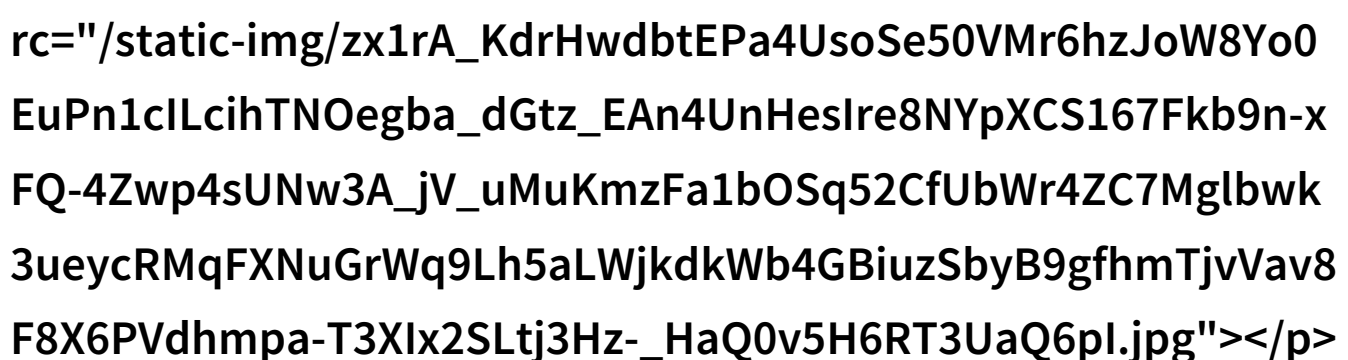 rc="/static-img/zx1rA_KdrHwdbtEPa4UsoSe50VMr6hzJoW8Yo0
EuPn1cILcihTNOegba_dGtz_EAn4UnHesIre8NYpXCS167Fkb9n-x
FQ-4Zwp4sUNw3A_jV_uMuKmzFa1bOSq52CfUbWr4ZC7Mglbwk
3ueycRMqFXNuGrWq9Lh5aLWjkdkWb4GBiuzSbyB9gfhmTjvVav8
F8X6PVdhmpa-T3XIx2SLtj3Hz-_HaQ0v5H6RT3UaQ6pI.jpg"></p>